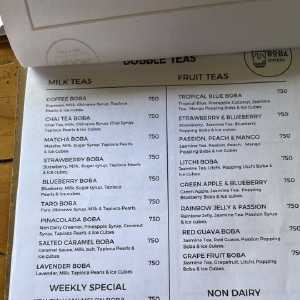 BOBA
DOUBLE TEAS
MILK TEAS
COFFEE BOBA 750
Espresso, Milk, Okinawa Syrup, Tapioca
Pearls & Ice Cubes
CHAI TEA BOBA 750
Chai Tea, Milk, Okinawa Syrup, Chai Syrup,
Tapioca Pearls & Ice Cubes
MATCHA BOBA 750
Matcha, Milk, Sugar Syrup, Tapioca Pearls
& Ice Cubes
STRAWBERRY BOBA 750
Strawberry, Milk, Sugar Syrup, Tapioca
Pearls & Ice Cubes
BLUEBERRY BOBA 750
Blueberry, Milk, Sugar Syrup, Tapioca
Pearls & Ice Cubes
TARO BOBA 750
Taro, Okinawa Syrup, Milk & Tapioca Pearls
PINACOLADA BOBA 750
Non Dairy Creamer, Pineapple Syrup,
Coconut Syrup, Tapioca Pearls &
Ice Cubes
SALTED CARAMEL BOBA 750
Caramel Sauce, Milk, Salt, Tapioca Pearls &
Ice Cubes
LAVENDER BOBA 750
Lavender, Milk, Tapioca Pearls & Ice Cubes
WEEKLY SPECIAL
FRUIT TEAS
TROPICAL BLUE BOBA 750
Tropical Blue, Pineapple, Coconut, Jasmine
Tea, Mango Popping Boba & Ice Cubes
STRAWBERRY & BLUEBERRY 750
Strawberry, Blueberry, Jasmine Tea, Popping
Boba & Ice Cubes
PASSION, PEACH & MANGO 750
Jasmine Tea, Passion, Popping
Boba & Ice Cubes
LITCHI BOBA 750
Jasmine Tea, Litchi, Popping Boba &
Ice Cubes
GREEN APPLE & BLUEBERRY 750
Green Apple, Jasmine Tea, Blueberry Popping
Boba & Ice Cubes
RAINBOW JELLY & PASSION 750
Rainbow Jelly, Jasmine Tea, Passion &
Ice Cubes
RED GUAVA BOBA 750
Jasmine Tea, Red Guava, Passion Popping
Boba & Ice Cubes
GRAPE FRUIT BOBA 750
Jasmine Tea, Grapefruit, Litchi, Popping
Boba & Ice Cubes
NON DAIRY